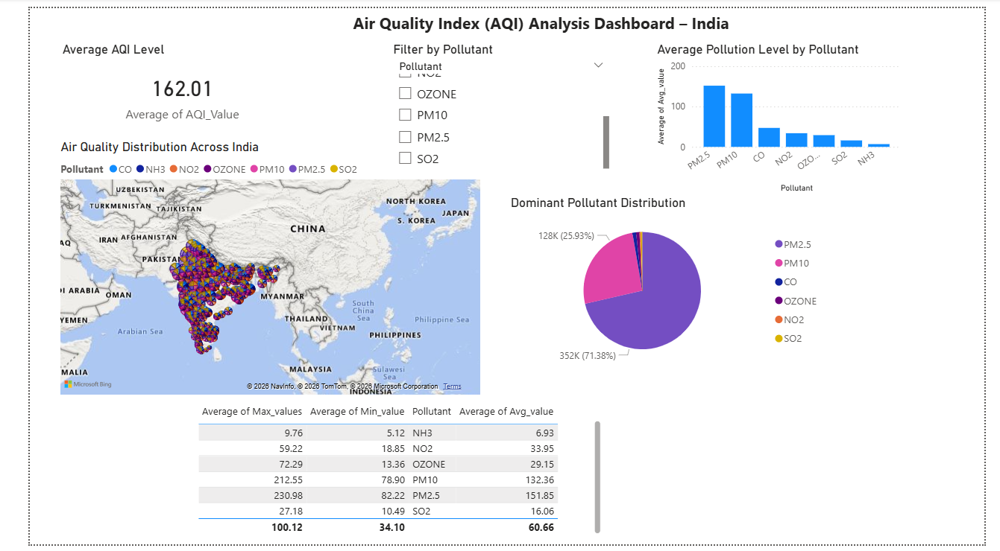 Air Quality Index (AQI) Analysis Dashboard – India
Average AQI Level
162.01
Average of AQI_Value
Filter by Pollutant
Pollutant
NO2
OZONE
PM10
PM2.5
SO2
Average Pollution Level by Pollutant
Average of Avg_value
200
100
0
PM2.5
PM10
CO
NO2
OZO...
SO2
NH3
Pollutant
Air Quality Distribution Across India
Pollutant CO NH3 NO2 OZONE PM10 PM2.5 SO2
UZBEKISTAN
TURKMENISTAN
TAJIKISTAN
NORTH KOREA
JAPAN
S. KOREA
CHINA
IRAN
AFGHANISTAN
AQ
PAKISTAN
DI ARABIA
OMAN
MYANMAR
YEMEN
Arabian Sea
THAILAND
VIETNAM
South
China
Sea
Philippine Sea
PHILIPPINES
MALIA
MALAYSIA
Sulawesi
Sea
INDONESIA
Microsoft Bing
© 2026 NavInfo, © 2026 TomTom, © 2026 Microsoft Corporation Terms
Dominant Pollutant Distribution
128K (25.93%)
352K (71.38%)
PM2.5
PM10
CO
OZONE
NO2
SO2
Average of Max_values Average of Min_value Pollutant Average of Avg_value
9.76 5.12 NH3 6.93
59.22 18.85 NO2 33.95
72.29 13.36 OZONE 29.15
212.55 78.90 PM10 132.36
230.98 82.22 PM2.5 151.85
27.18 10.49 SO2 16.06
100.12 34.10 60.66